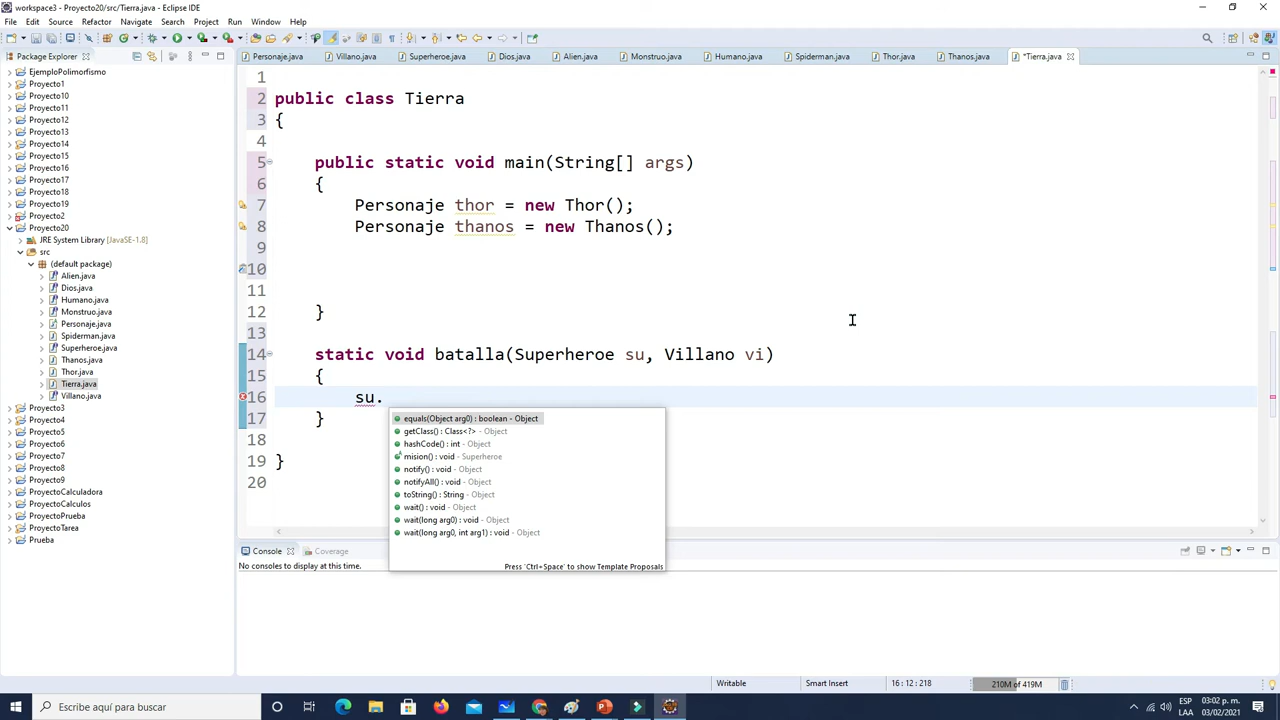 workspace3 - Proyecto20/src/Tierra.java - Eclipse IDE
File Edit Source Refactor Navigate Search Project Run Window Help
Package Explorer
Personaje.java Villano.java Superheroe.java Dios.java Alien.java Monstruo.java Humano.java Spiderman.java Thor.java Thanos.java *Tierra.java
EjemploPolimorfismo
Proyecto1
Proyecto10
Proyecto11
Proyecto12
Proyecto13
Proyecto14
Proyecto15
Proyecto16
Proyecto17
Proyecto18
Proyecto19
Proyecto2
Proyecto20
JRE System Library [JavaSE-1.8]
src
(default package)
Alien.java
Dios.java
Humano.java
Monstruo.java
Personaje.java
Spiderman.java
Superheroe.java
Thanos.java
Thor.java
Tierra.java
Villano.java
Proyecto3
Proyecto4
Proyecto5
Proyecto6
Proyecto7
Proyecto8
Proyecto9
ProyectoCalculadora
ProyectoCalculos
ProyectoPrueba
ProyectoTarea
Prueba
1
2 public class Tierra
3 {
4
5 public static void main(String[] args)
6 {
7 Personaje thor = new Thor();
8 Personaje thanos = new Thanos();
9
10
11
12 }
13
14 static void batalla(Superheroe su, Villano vi)
15 {
16 su.
17 }
18
19 }
20
equals(Object arg0) : boolean - Object
getClass() : Class<?> - Object
hashCode() : int - Object
mision() : void - Superheroe
notify() : void - Object
notifyAll() : void - Object
toString() : String - Object
wait() : void - Object
wait(long arg0) : void - Object
wait(long arg0, int arg1) : void - Object
Press 'Ctrl+Space' to show Template Proposals
Console Coverage
No consoles to display at this time.
Writable Smart Insert 16 : 12 : 218 210M of 419M
Escribe aquí para buscar
ESP 03:02 p. m.
LAA 03/02/2021